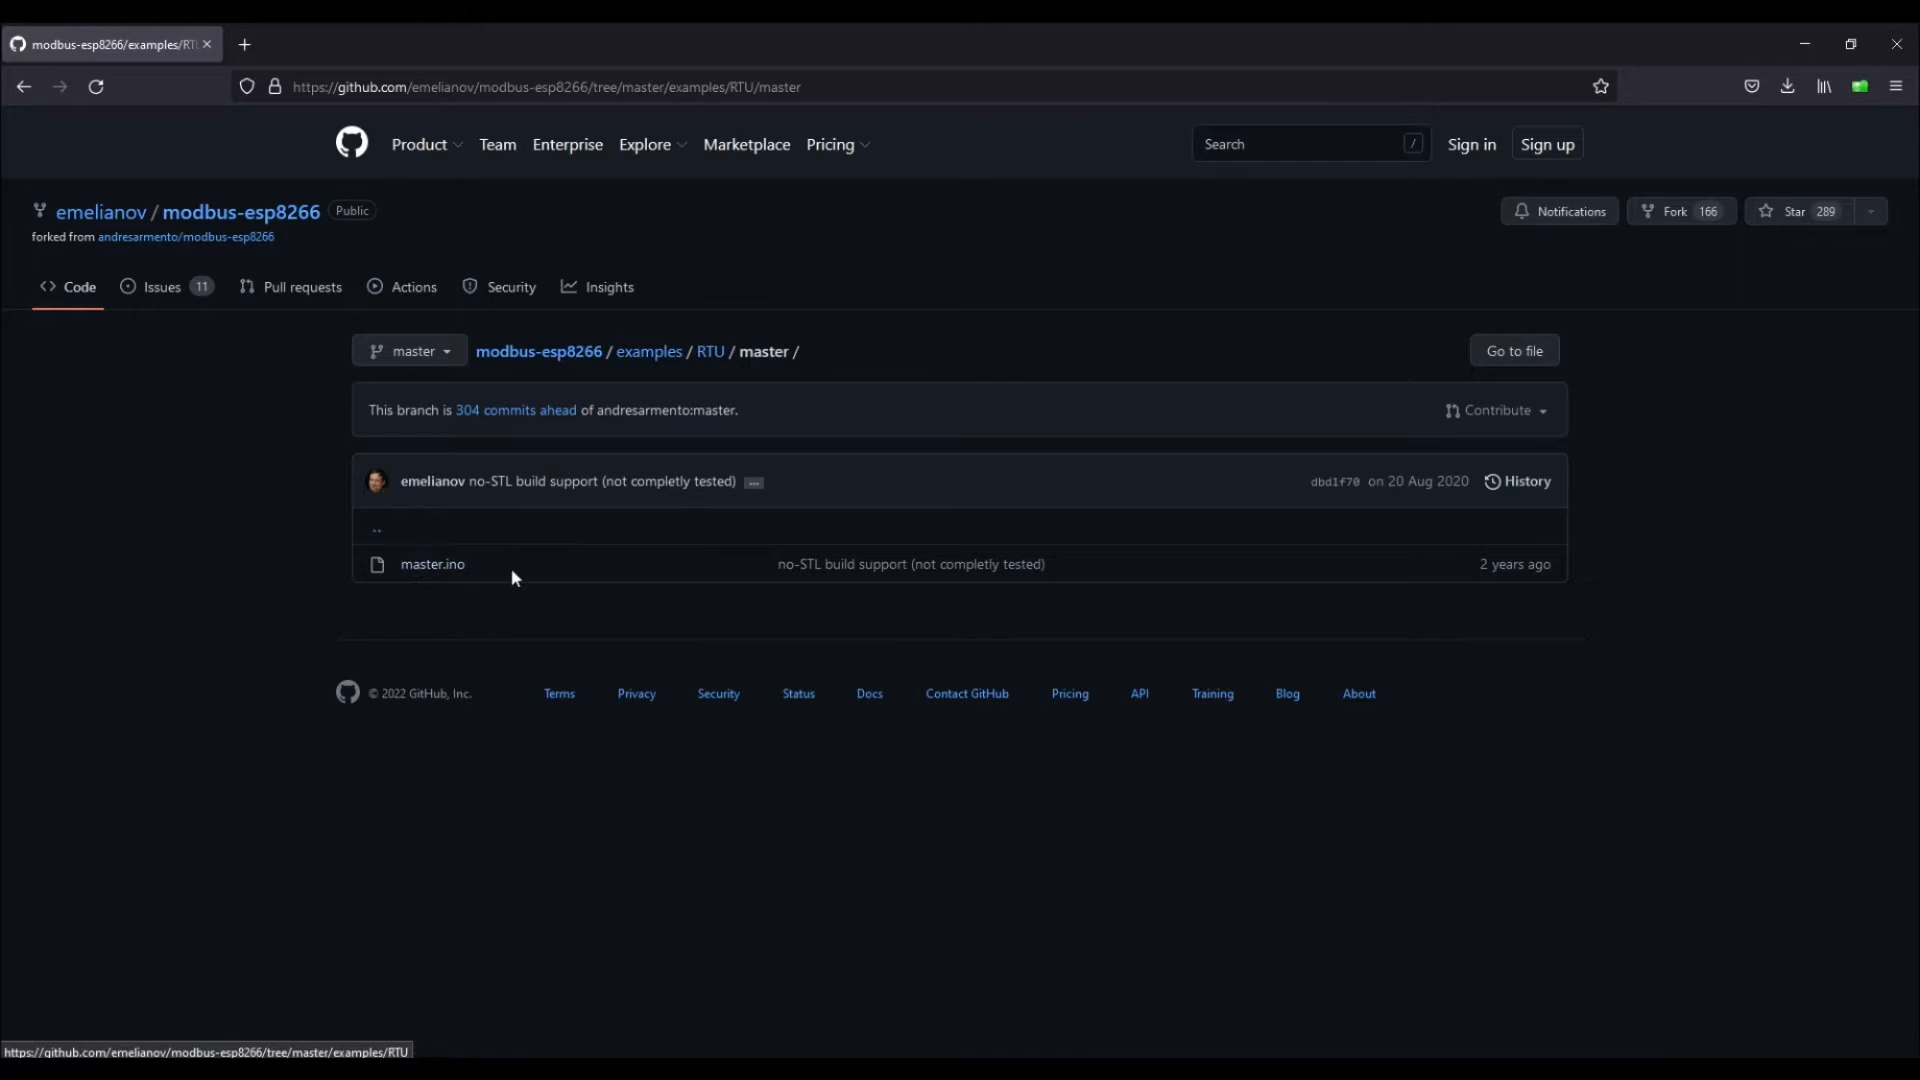 modbus-esp8266/examples/RT
https://github.com/emelianov/modbus-esp8266/tree/master/examples/RTU/master
Product Team Enterprise Explore Marketplace Pricing Search / Sign in Sign up
emelianov / modbus-esp8266 Public Notifications Fork 166 Star 289
forked from andresarmento/modbus-esp8266
Code Issues 11 Pull requests Actions Security Insights
master modbus-esp8266 / examples / RTU / master / Go to file
This branch is 304 commits ahead of andresarmento:master. Contribute
emelianov no-STL build support (not completly tested) ... dbd1f70 on 20 Aug 2020 History
..
master.ino no-STL build support (not completly tested) 2 years ago
© 2022 GitHub, Inc. Terms Privacy Security Status Docs Contact GitHub Pricing API Training Blog About
https://github.com/emelianov/modbus-esp8266/tree/master/examples/RTU